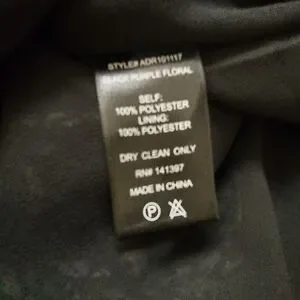 STYLE# ADR101117
BLACK PURPLE FLORAL
SELF:
100% POLYESTER
LINING:
100% POLYESTER
DRY CLEAN ONLY
RN# 141397
MADE IN CHINA
P